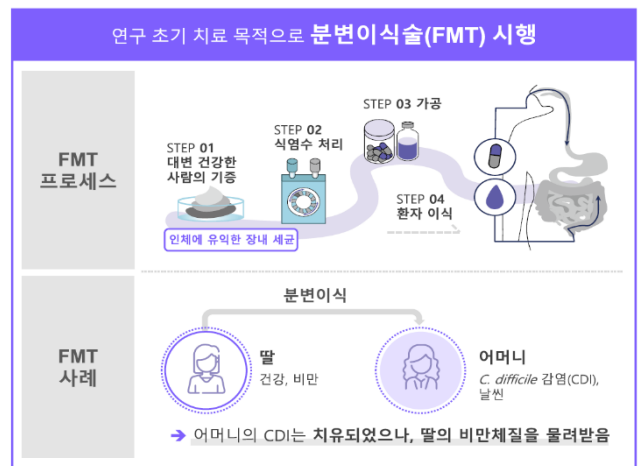 연구 초기 치료 목적으로 분변이식술(FMT) 시행
FMT
프로세스
STEP 01
대변 건강한
사람의 기증
인체에 유익한 장내 세균
STEP 02
식염수 처리
STEP 03 가공
STEP 04
환자 이식
FMT
사례
분변이식
딸
건강, 비만
어머니
C. difficile 감염(CDI),
날씬
➔ 어머니의 CDI는 치유되었으나, 딸의 비만체질을 물려받음